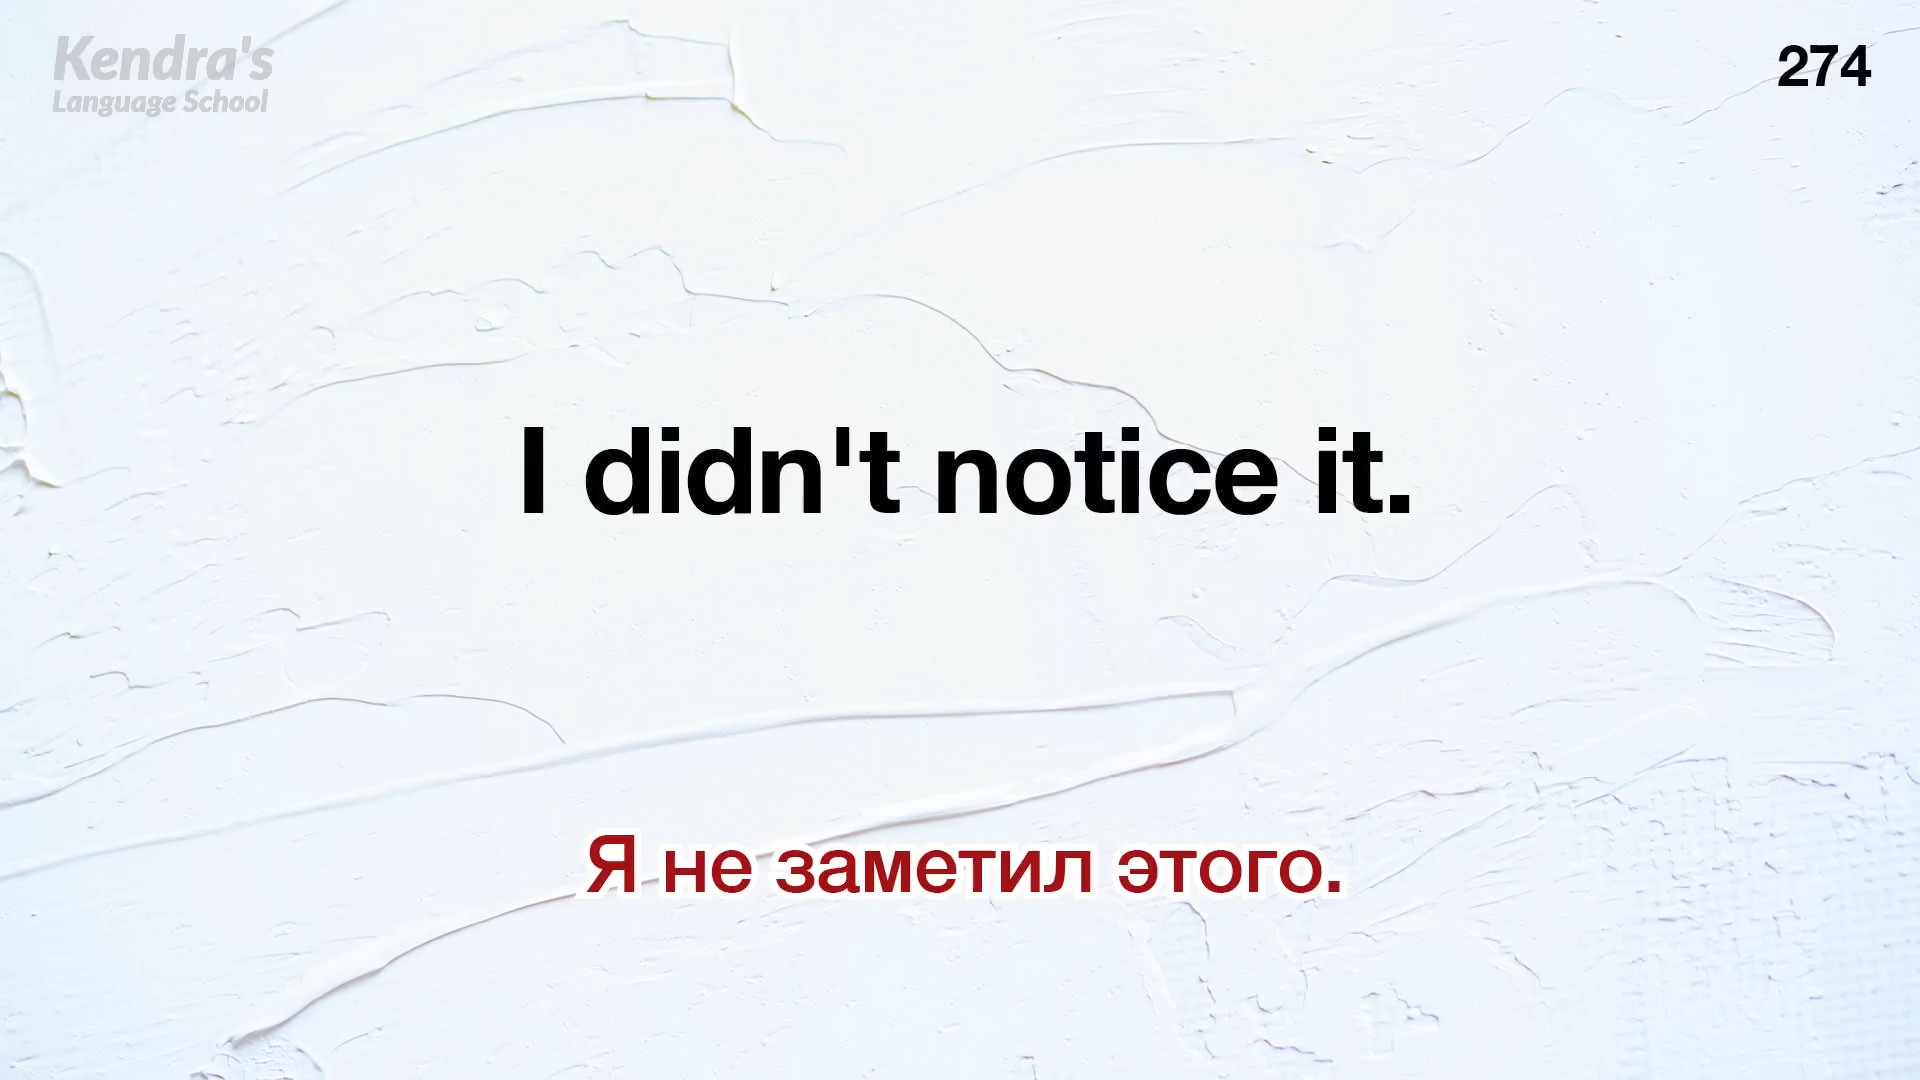 Kendra's
Language School
274
I didn't notice it.
Я не заметил этого.